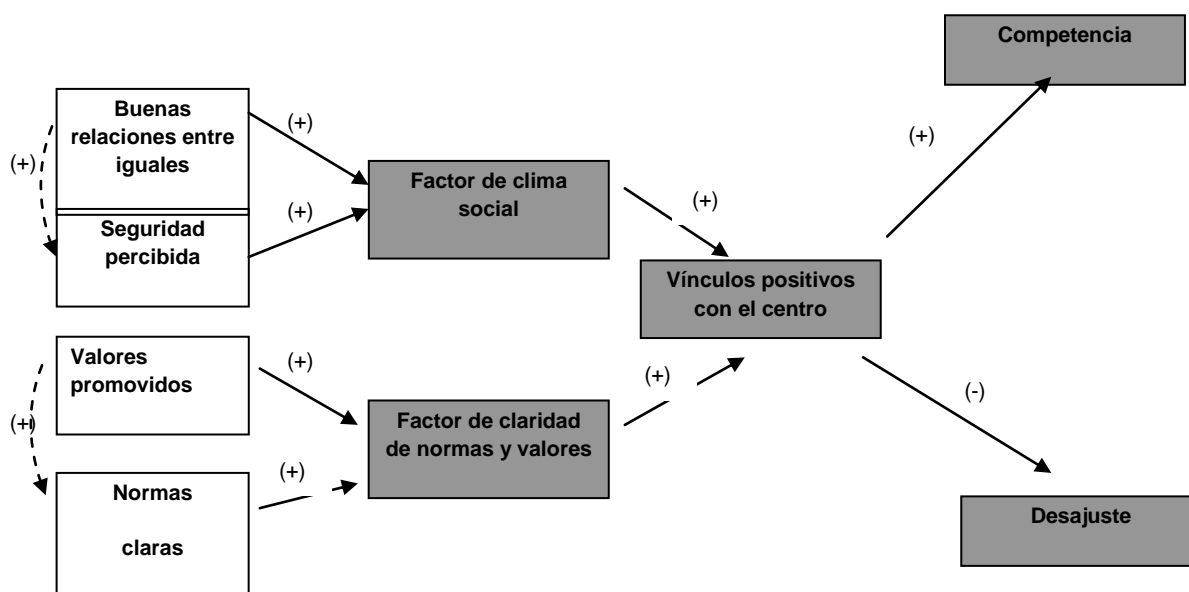 Competencia
Buenas
relaciones entre
iguales
(+)
(+)
(+)
(+)
Factor de clima
social
(+)
Seguridad
percibida
Vínculos positivos
con el centro
Valores
promovidos
(+)
(+)
(-)
(+)
Factor de claridad
de normas y valores
(+)
Normas
claras
Desajuste